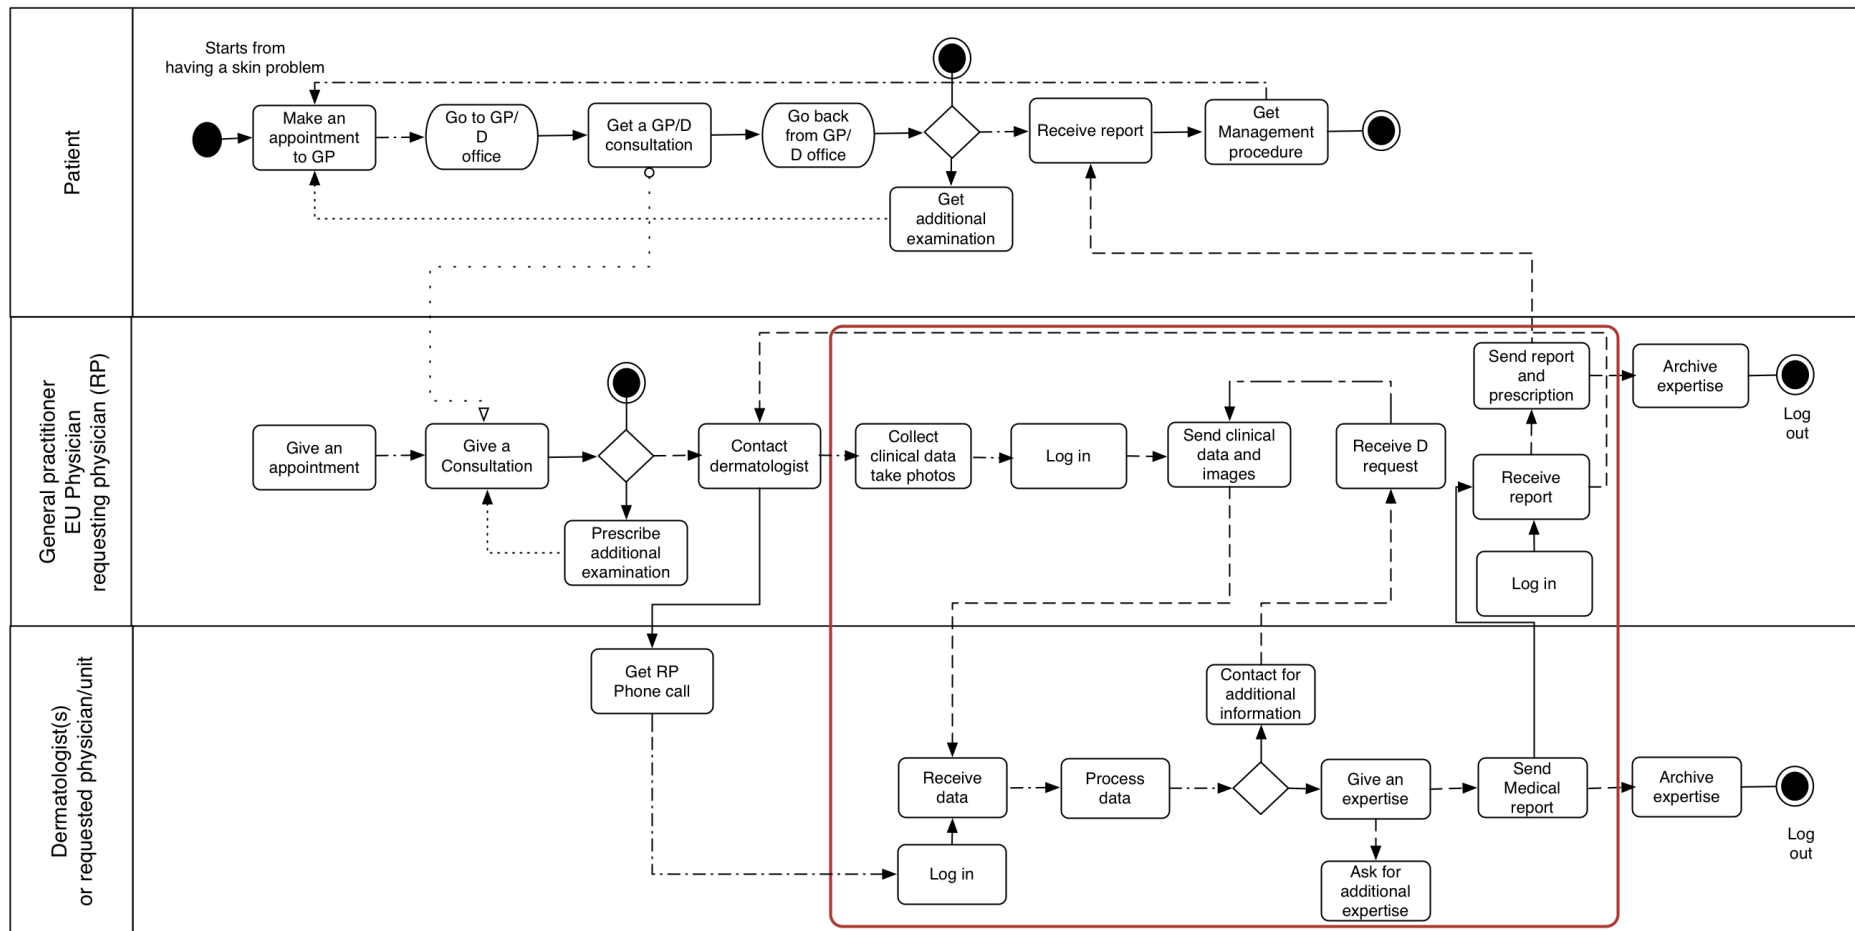 Patient
Starts from
having a skin problem
Make an
appointment
to GP
Go to GP/
D
office
Get a GP/D
consultation
Go back
from GP/
D office
Receive report
Get
Management
procedure
Get
additional
examination
General practitioner
EU Physician
requesting physician (RP)
Give an
appointment
Give a
Consultation
Prescribe
additional
examination
Contact
dermatologist
Collect
clinical data
take photos
Log in
Send clinical
data and
images
Receive D
request
Send report
and
prescription
Receive
report
Log in
Archive
expertise
Log
out
Dermatologist(s)
or requested physician/unit
Get RP
Phone call
Receive
data
Log in
Process
data
Contact for
additional
information
Give an
expertise
Ask for
additional
expertise
Send
Medical
report
Archive
expertise
Log
out